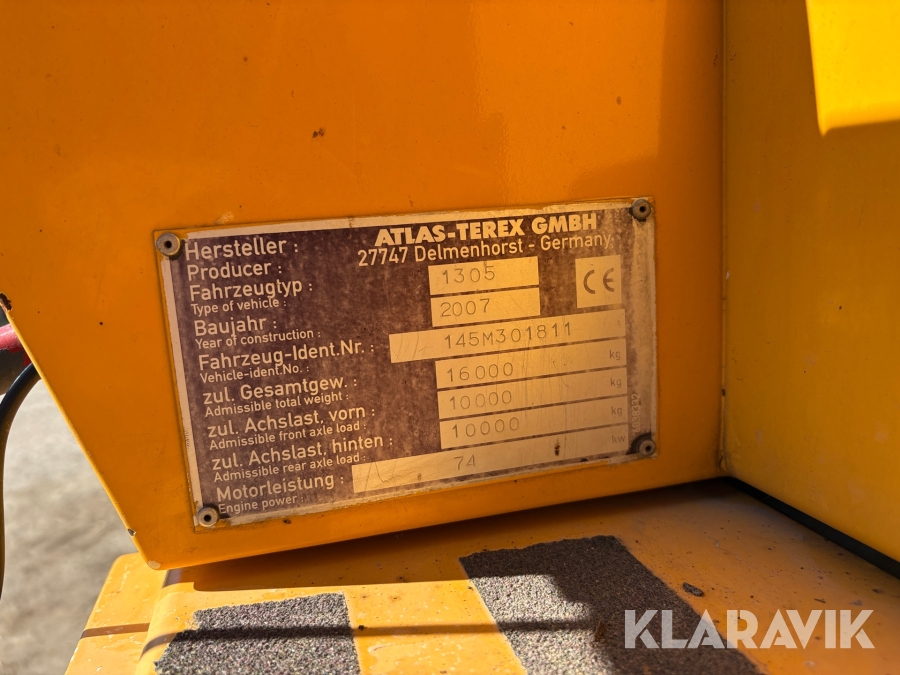 Hersteller : ATLAS-TEREX GMBH
Producer : 27747 Delmenhorst - Germany
Fahrzeugtyp : 1305
Type of vehicle :
Baujahr : 2007
Year of construction :
Fahrzeug-Ident.Nr. : 145M301811
Vehicle-ident.No. :
zul. Gesamtgew. : 16000 kg
Admissible total weight :
zul. Achslast, vorn : 10000 kg
Admissible front axle load :
zul. Achslast, hinten : 10000 kg
Admissible rear axle load :
Motorleistung : 74 kw
Engine power :
CE
KLARAVIK